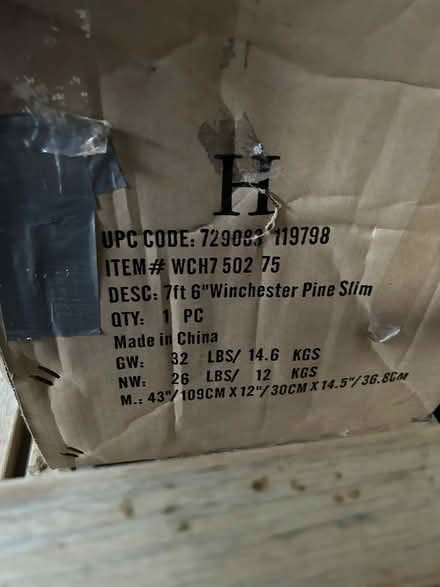 H
UPC CODE: 729083 119798
ITEM# WCH7 502 75
DESC: 7ft 6"Winchester Pine Slim
QTY: 1 PC
Made in China
GW: 32 LBS/ 14.6 KGS
NW: 26 LBS/ 12 KGS
M.: 43"/109CM X 12"/30CM X 14.5"/36.8CM